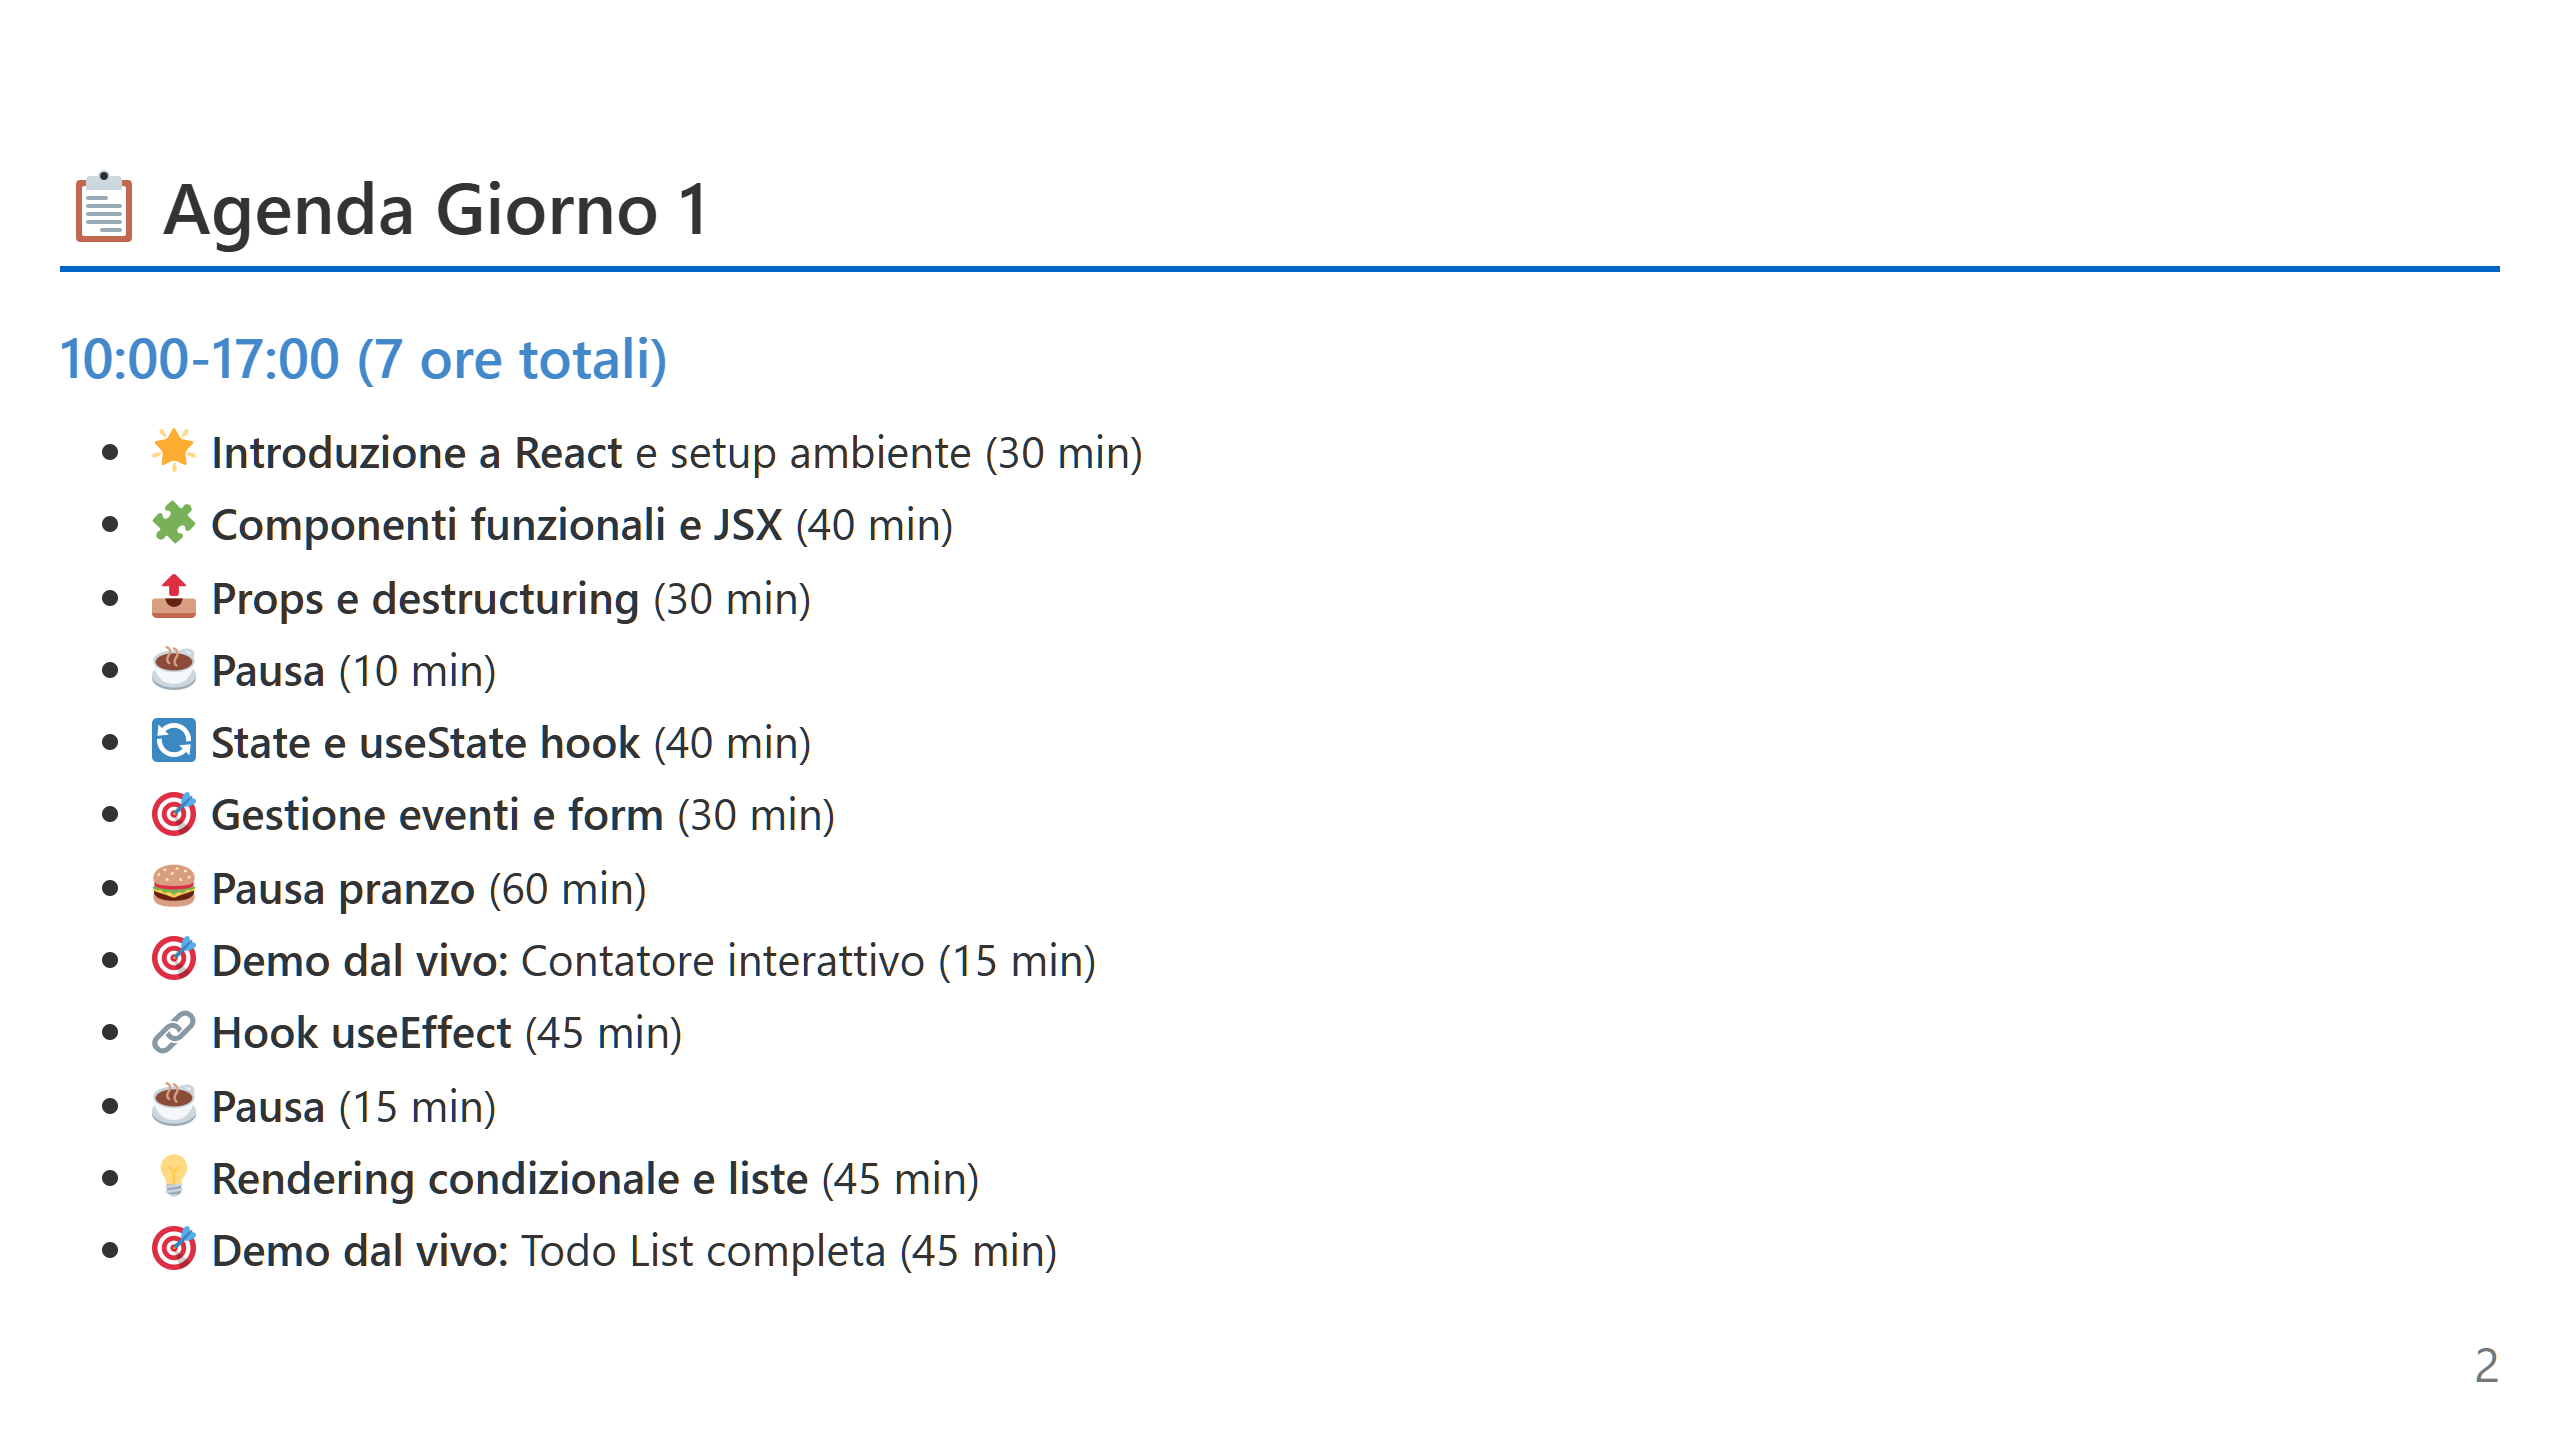 📋 Agenda Giorno 1
10:00-17:00 (7 ore totali)
• 🌟 Introduzione a React e setup ambiente (30 min)
• 🧩 Componenti funzionali e JSX (40 min)
• 📤 Props e destructuring (30 min)
• ☕ Pausa (10 min)
• 🔄 State e useState hook (40 min)
• 🎯 Gestione eventi e form (30 min)
• 🍔 Pausa pranzo (60 min)
• 🎯 Demo dal vivo: Contatore interattivo (15 min)
• 🔗 Hook useEffect (45 min)
• ☕ Pausa (15 min)
• 💡 Rendering condizionale e liste (45 min)
• 🎯 Demo dal vivo: Todo List completa (45 min)
2